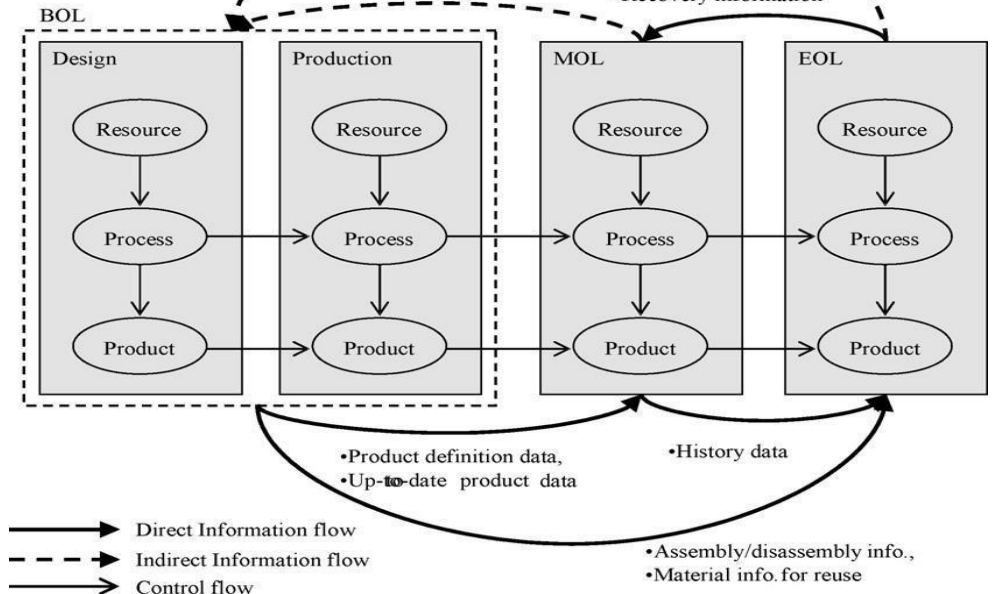 Recovery information
BOL
Design
Production
MOL
EOL
Resource
Resource
Resource
Resource
Process
Process
Process
Process
Product
Product
Product
Product
•Product definition data,
•Up-to-date product data
•History data
•Assembly/disassembly info.,
•Material info. for reuse
Direct Information flow
Indirect Information flow
Control flow